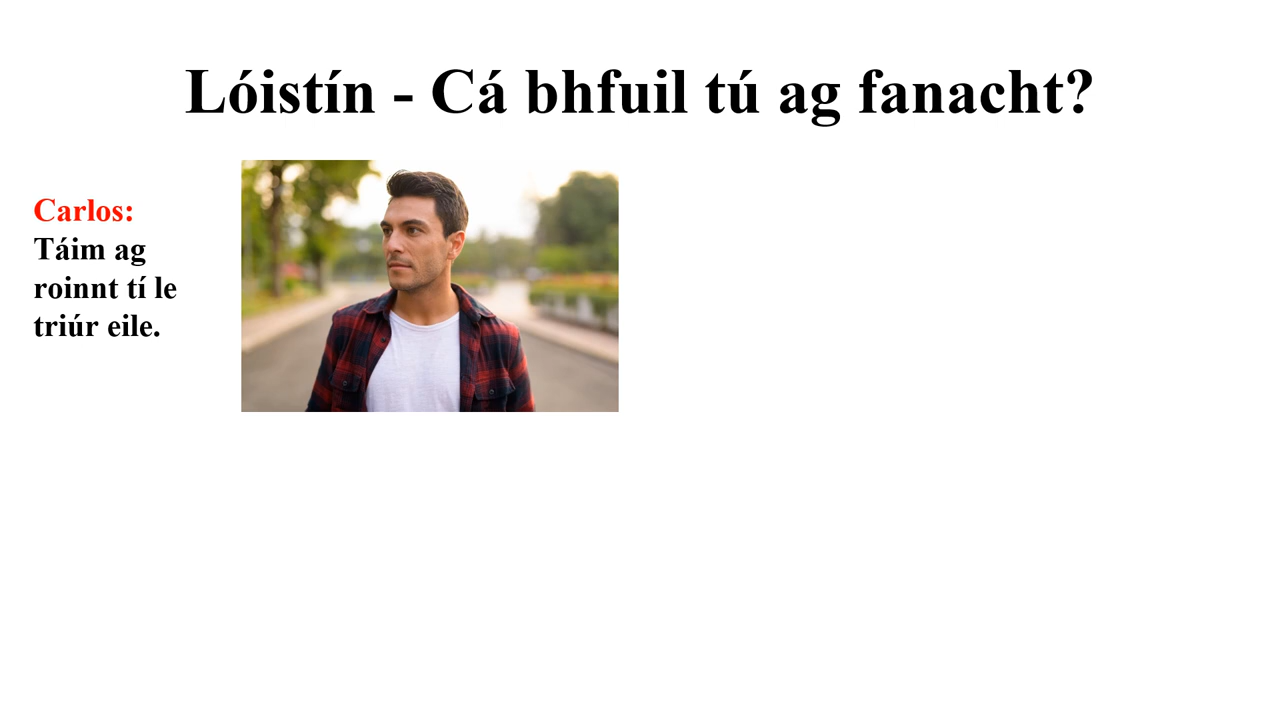 Lóistín - Cá bhfuil tú ag fanacht?
Carlos:
Táim ag
roinnt tí le
triúr eile.